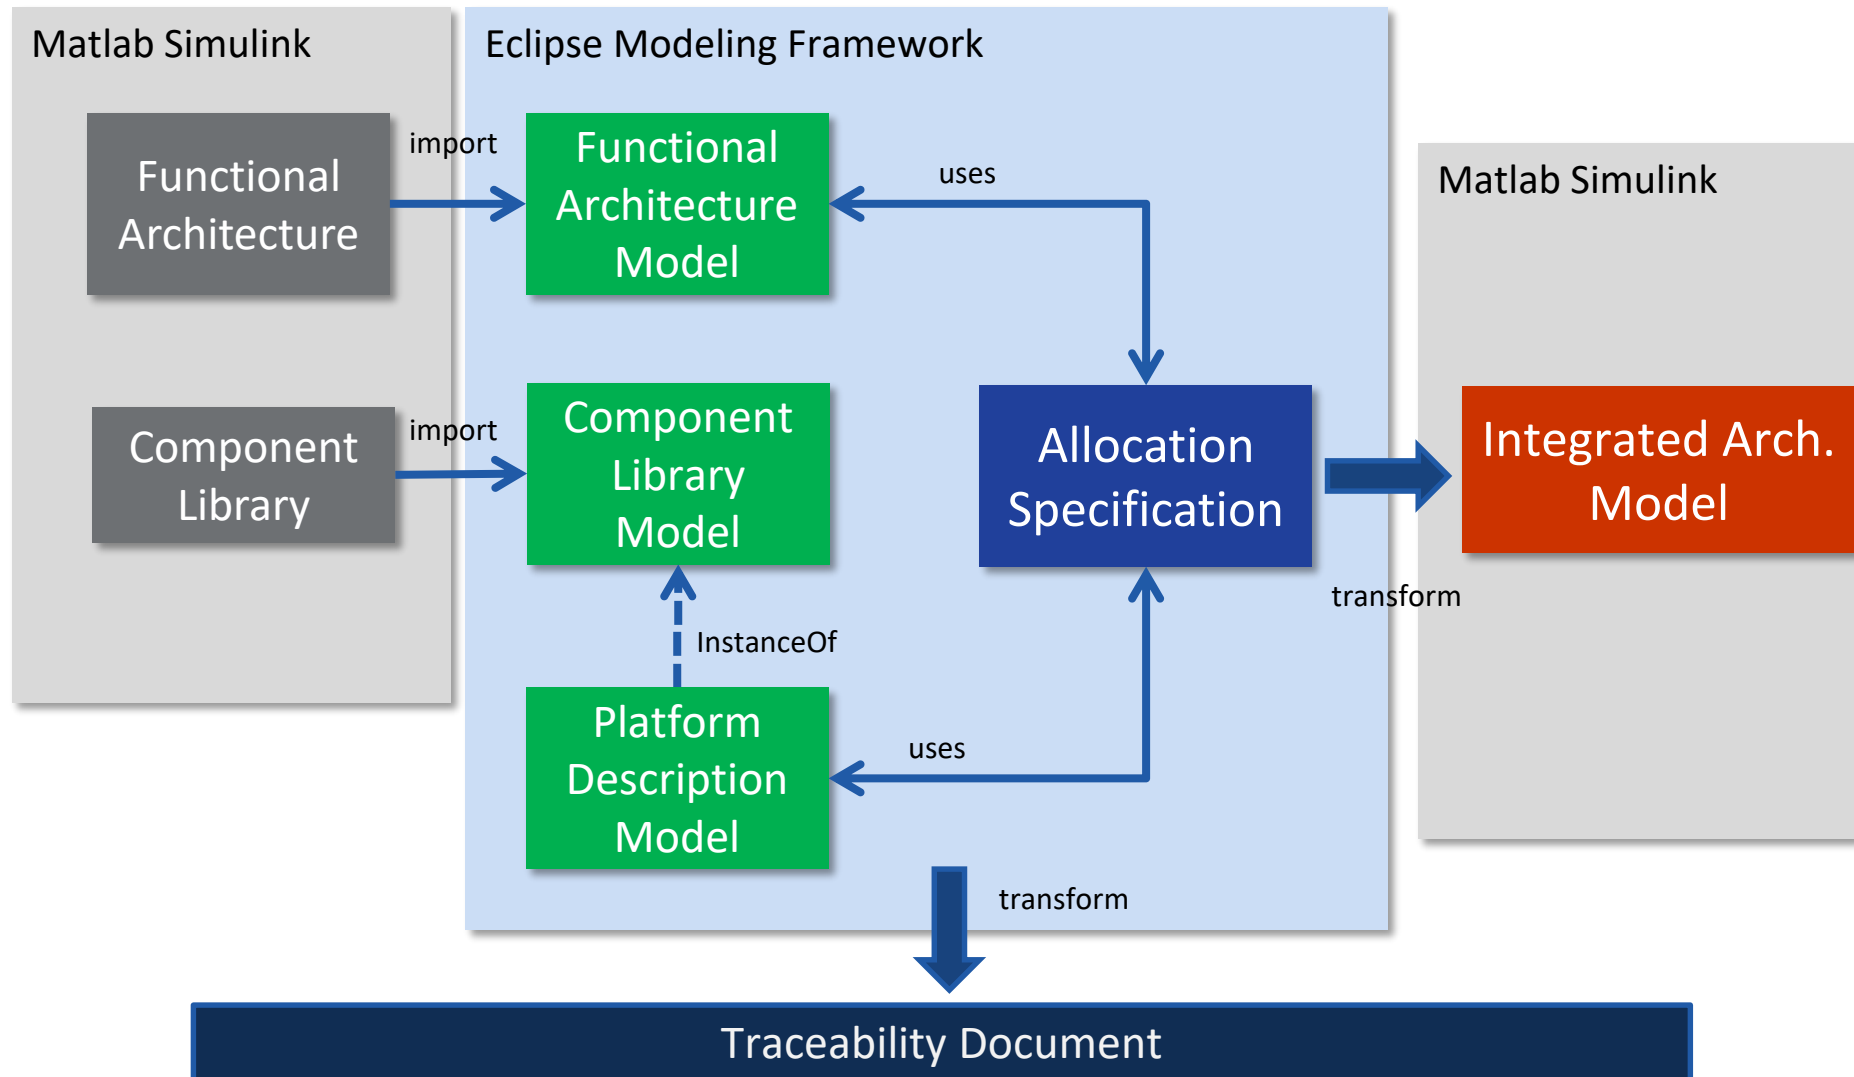 Matlab Simulink
Eclipse Modeling Framework
Functional
Architecture
import
Functional
Architecture
Model
uses
Matlab Simulink
Component
Library
import
Component
Library
Model
Allocation
Specification
Integrated Arch.
Model
transform
InstanceOf
Platform
Description
Model
uses
transform
Traceability Document